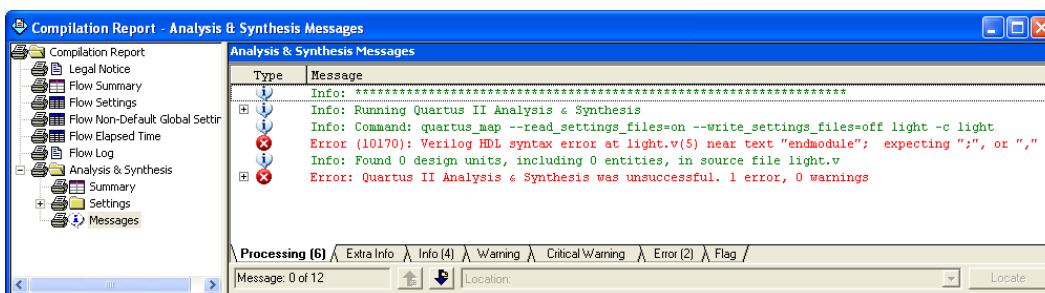 Compilation Report - Analysis & Synthesis Messages
Compilation Report
Legal Notice
Flow Summary
Flow Settings
Flow Non-Default Global Settin
Flow Elapsed Time
Flow Log
Analysis & Synthesis
Summary
Settings
Messages
Analysis & Synthesis Messages
Type Message
Info: *******************************************************************
Info: Running Quartus II Analysis & Synthesis
Info: Command: quartus_map --read_settings_files=on --write_settings_files=off light -c light
Error (10170): Verilog HDL syntax error at light.v(5) near text "endmodule"; expecting ";", or ","
Info: Found 0 design units, including 0 entities, in source file light.v
Error: Quartus II Analysis & Synthesis was unsuccessful. 1 error, 0 warnings
Processing (6) Extra Info Info (4) Warning Critical Warning Error (2) Flag
Message: 0 of 12 Location: Locate